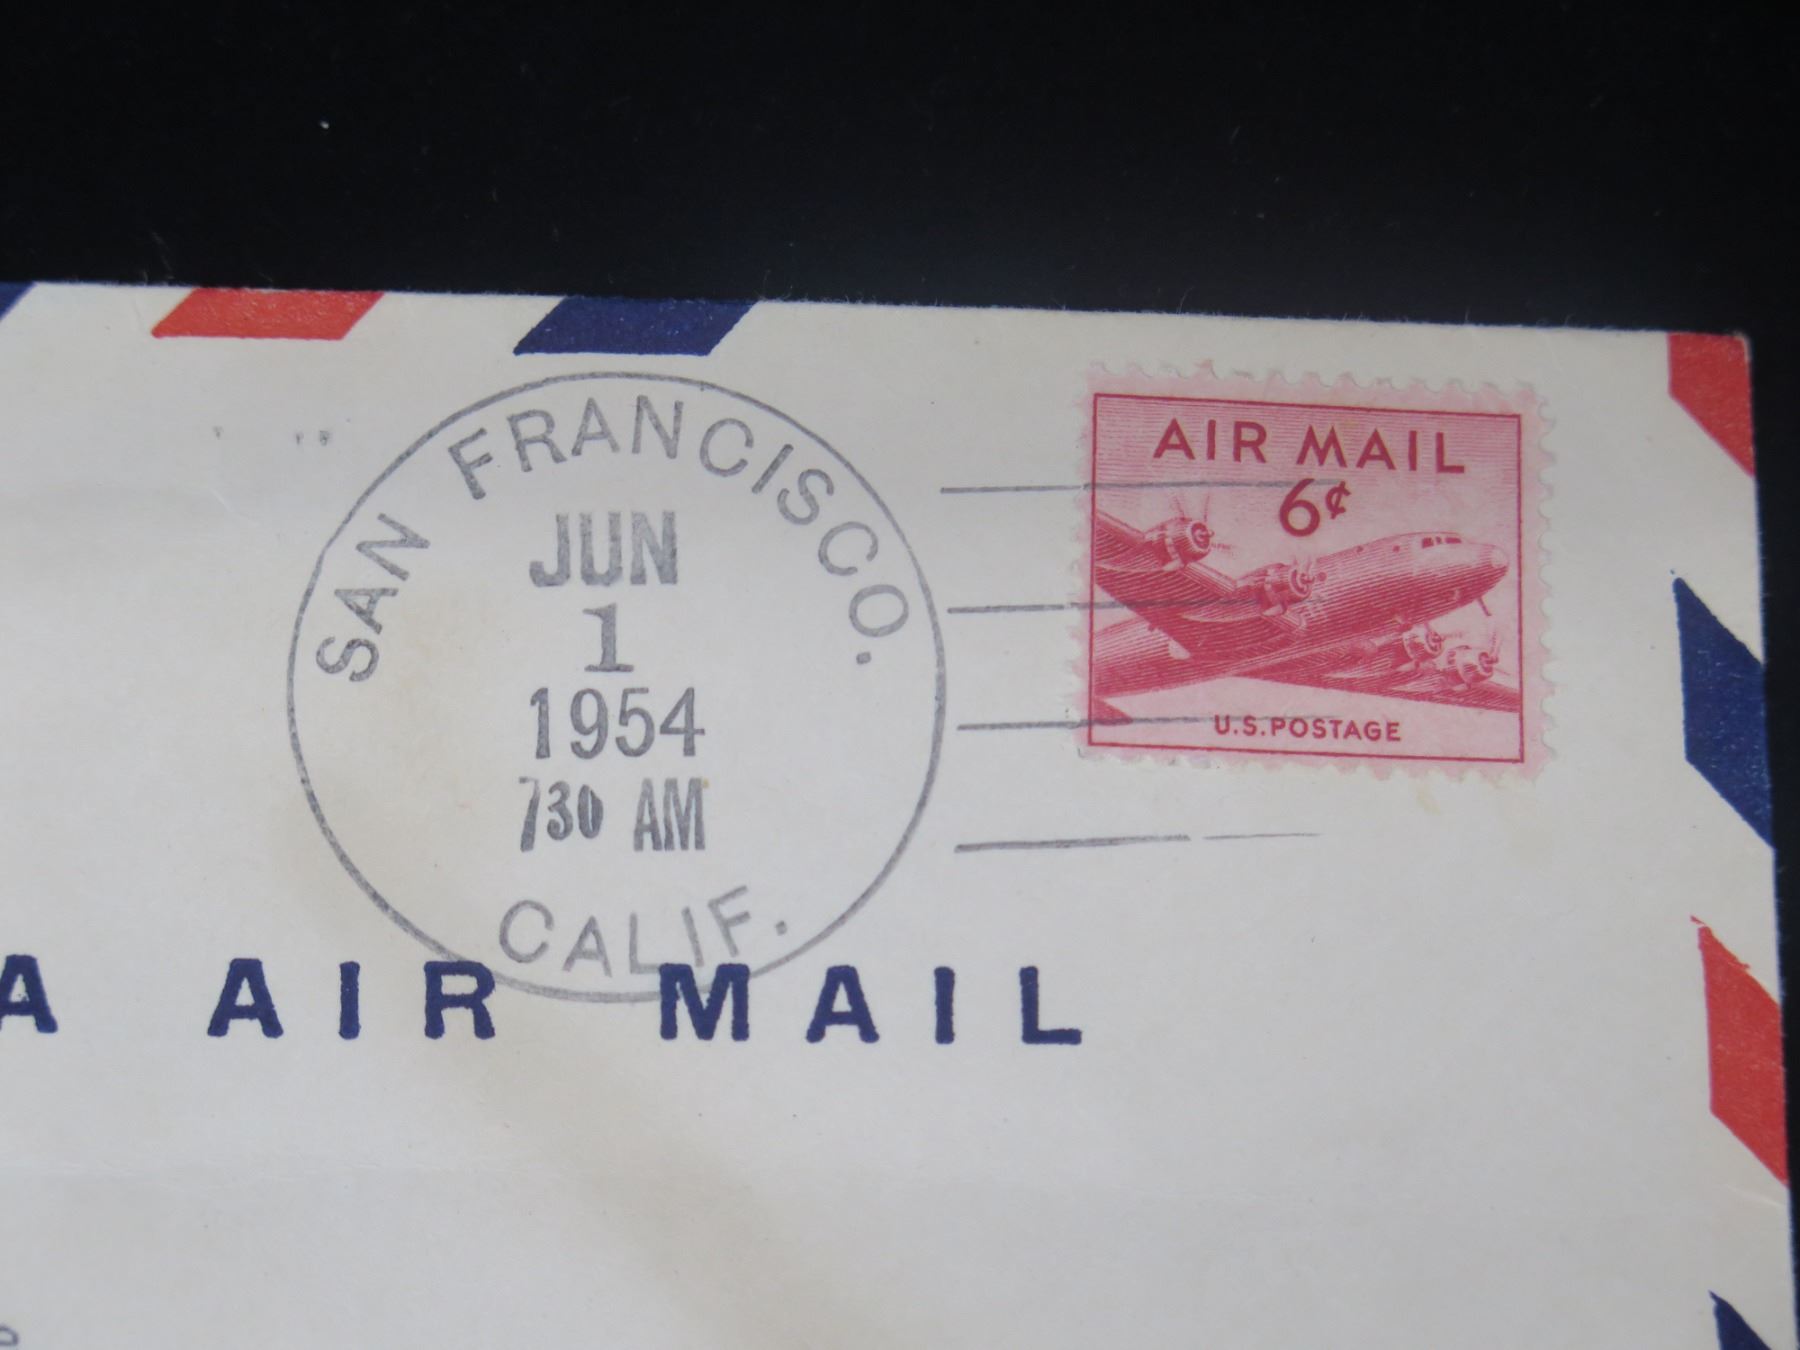 SAN FRANCISCO.
JUN
1
1954
730 AM
CALIF.
AIR MAIL
6¢
U.S. POSTAGE
A AIR MAIL